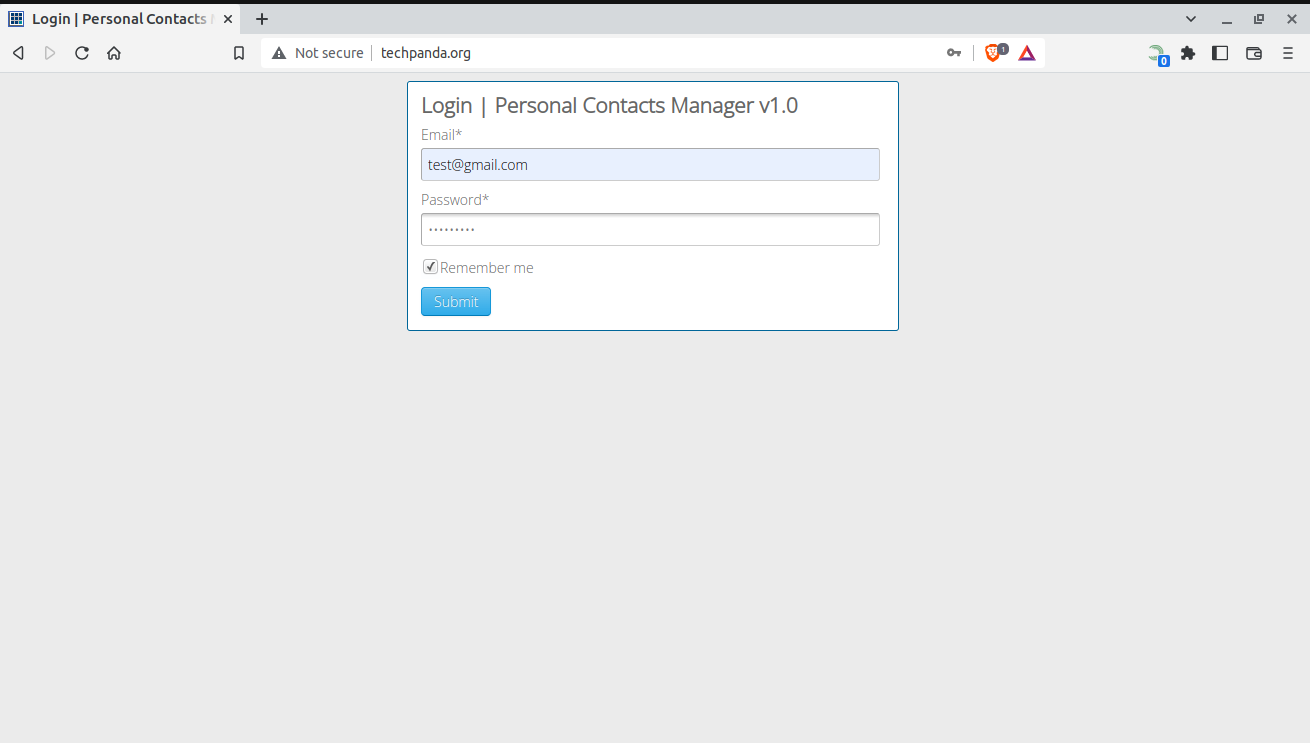 Login | Personal Contacts
Not secure
techpanda.org
1
0
Login | Personal Contacts Manager v1.0
Email*
test@gmail.com
Password*
•••••••••
Remember me
Submit